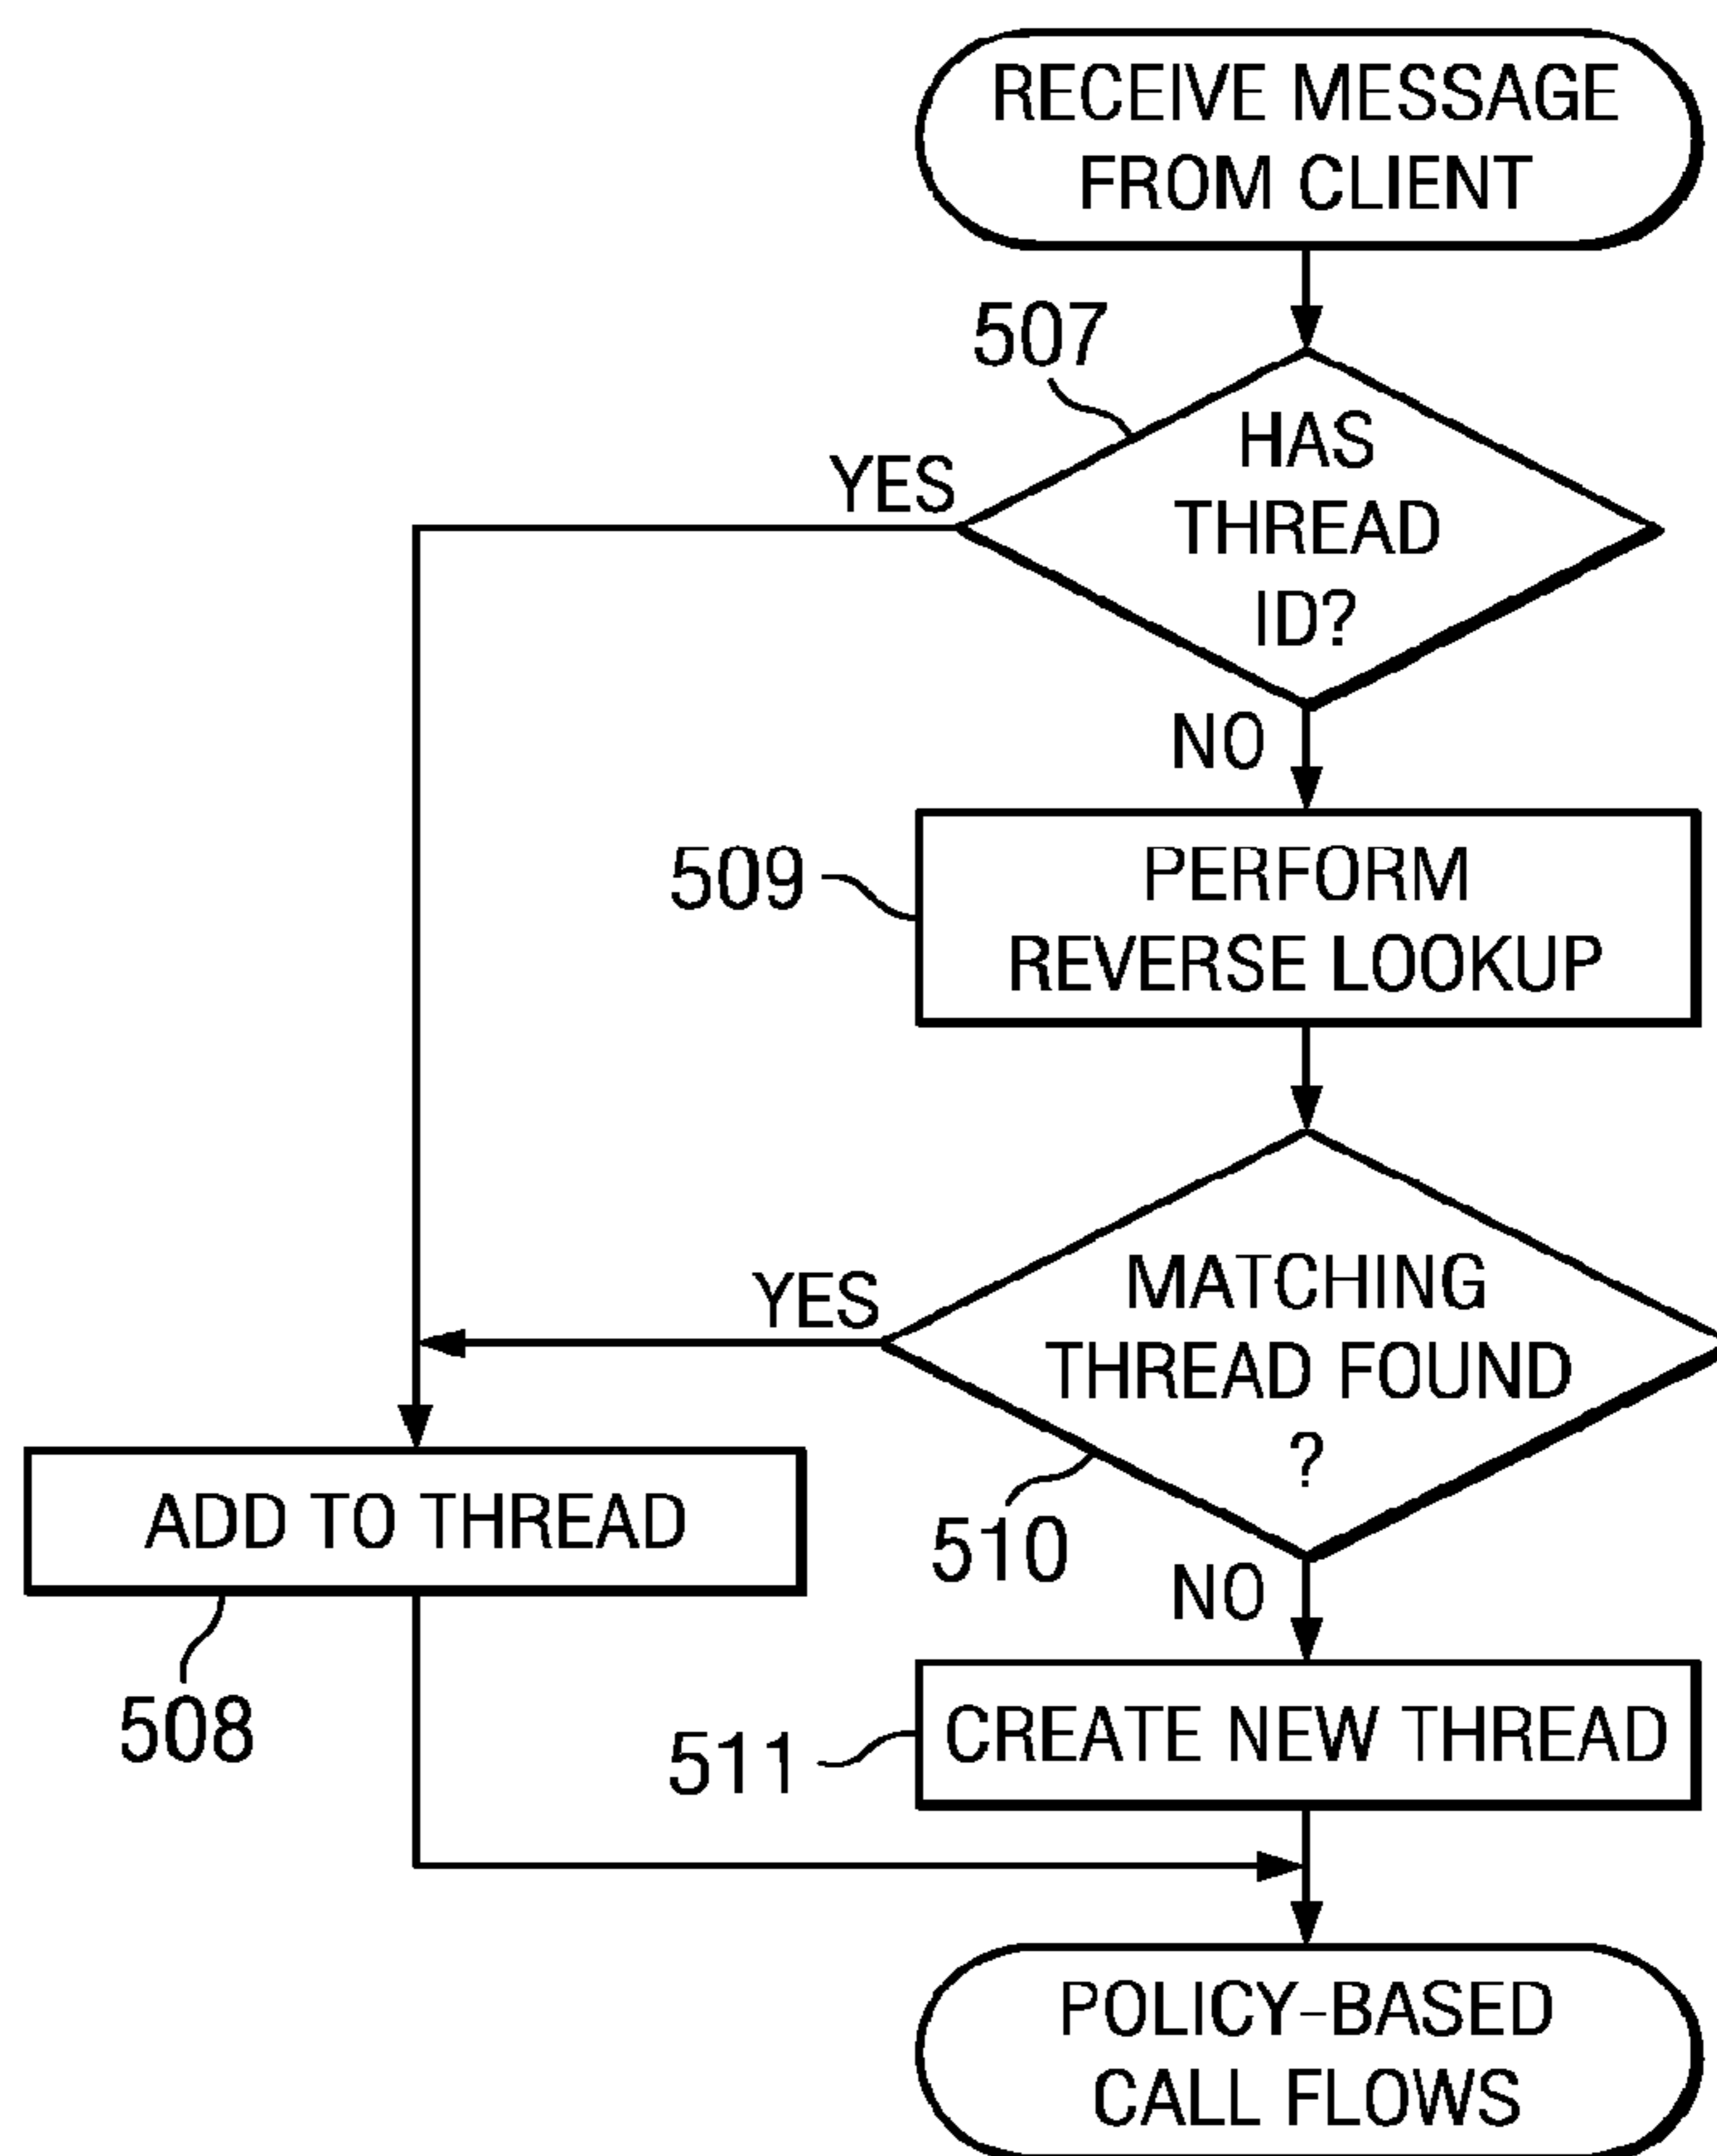 RECEIVE MESSAGE
FROM CLIENT
507
HAS
THREAD
ID?
YES
NO
509
PERFORM
REVERSE LOOKUP
MATCHING
THREAD FOUND
?
YES
510
NO
ADD TO THREAD
508
511
CREATE NEW THREAD
POLICY-BASED
CALL FLOWS